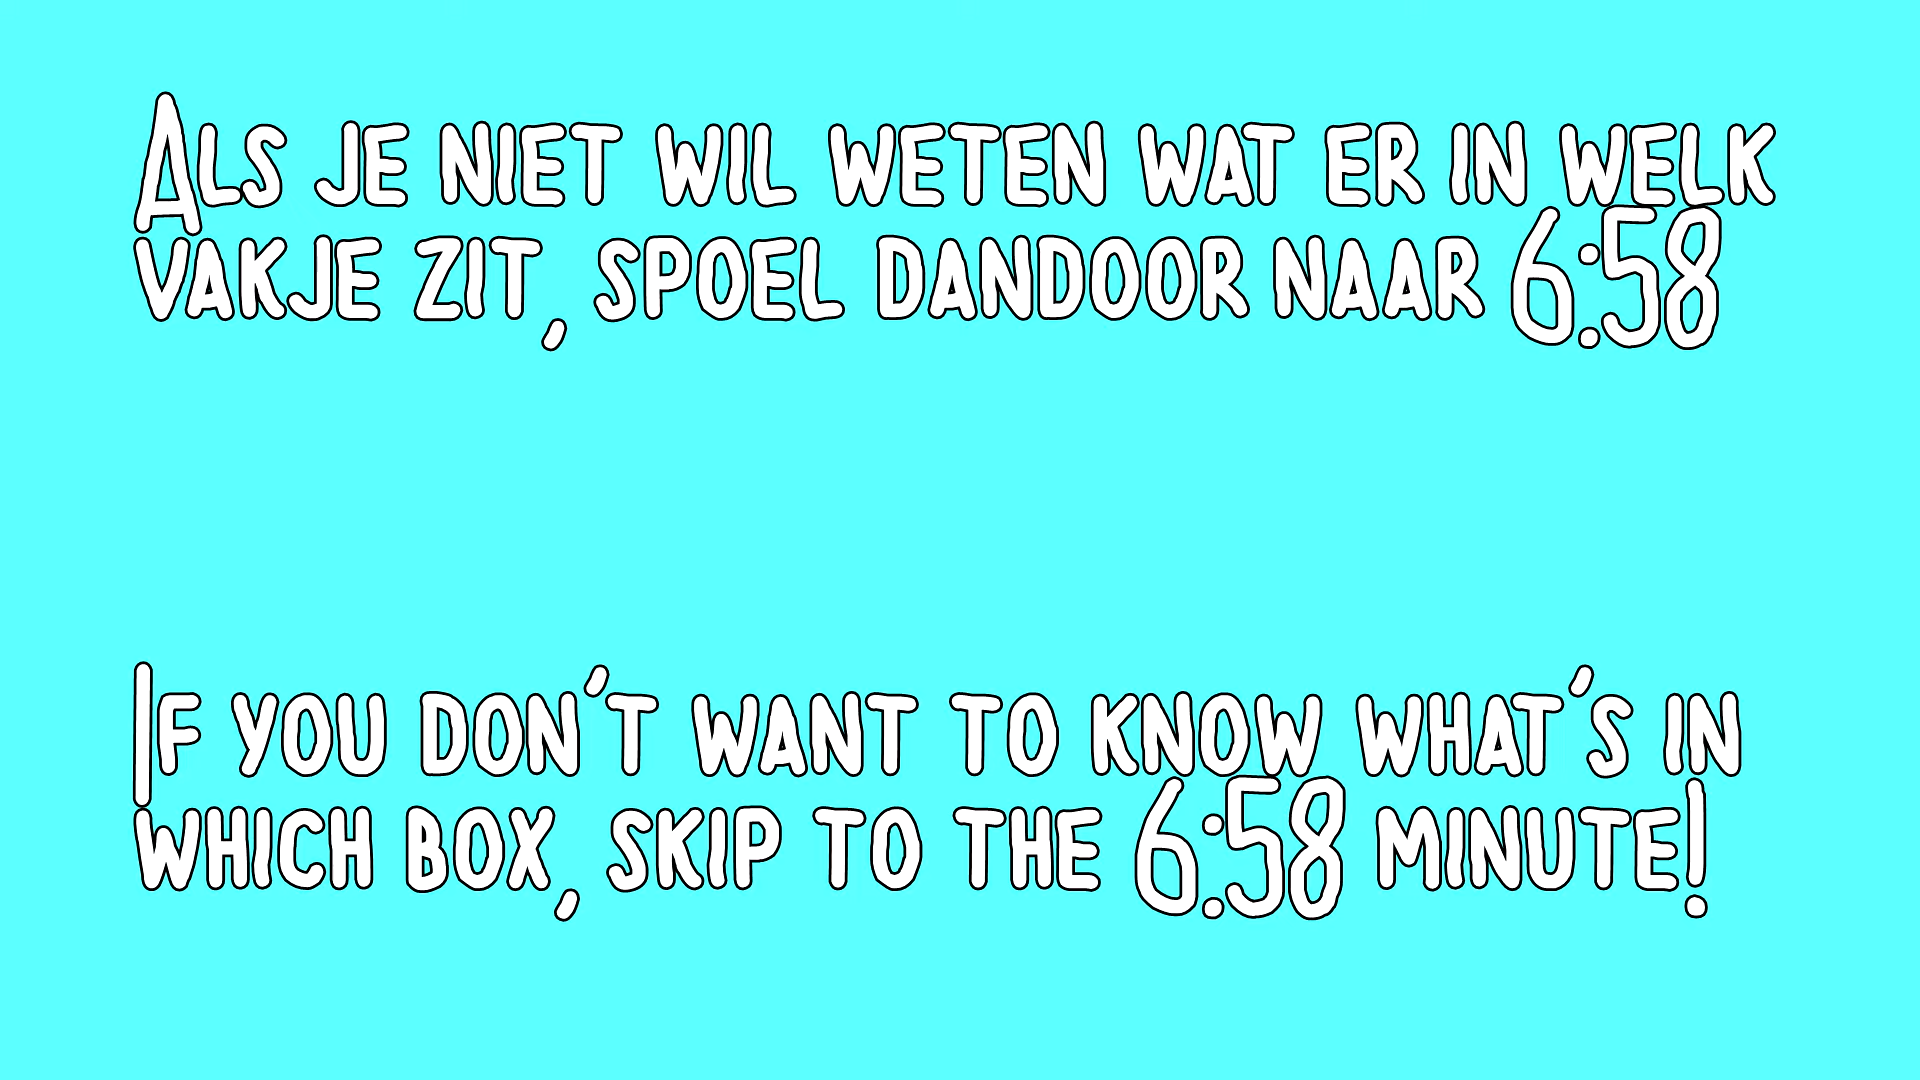 Als je niet wil weten wat er in welk
vakje zit, spoel dandoor naar 6:58
If you don't want to know what's in
which box, skip to the 6:58 minute!